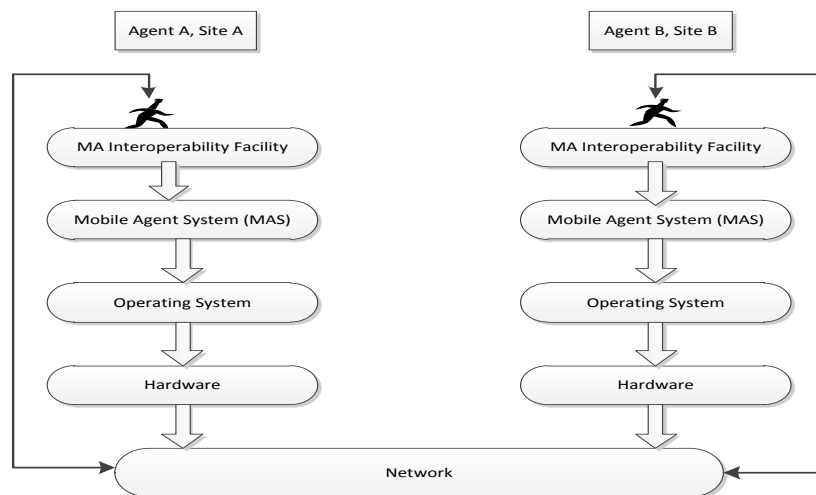 Agent A, Site A
Agent B, Site B
MA Interoperability Facility
MA Interoperability Facility
Mobile Agent System (MAS)
Mobile Agent System (MAS)
Operating System
Operating System
Hardware
Hardware
Network